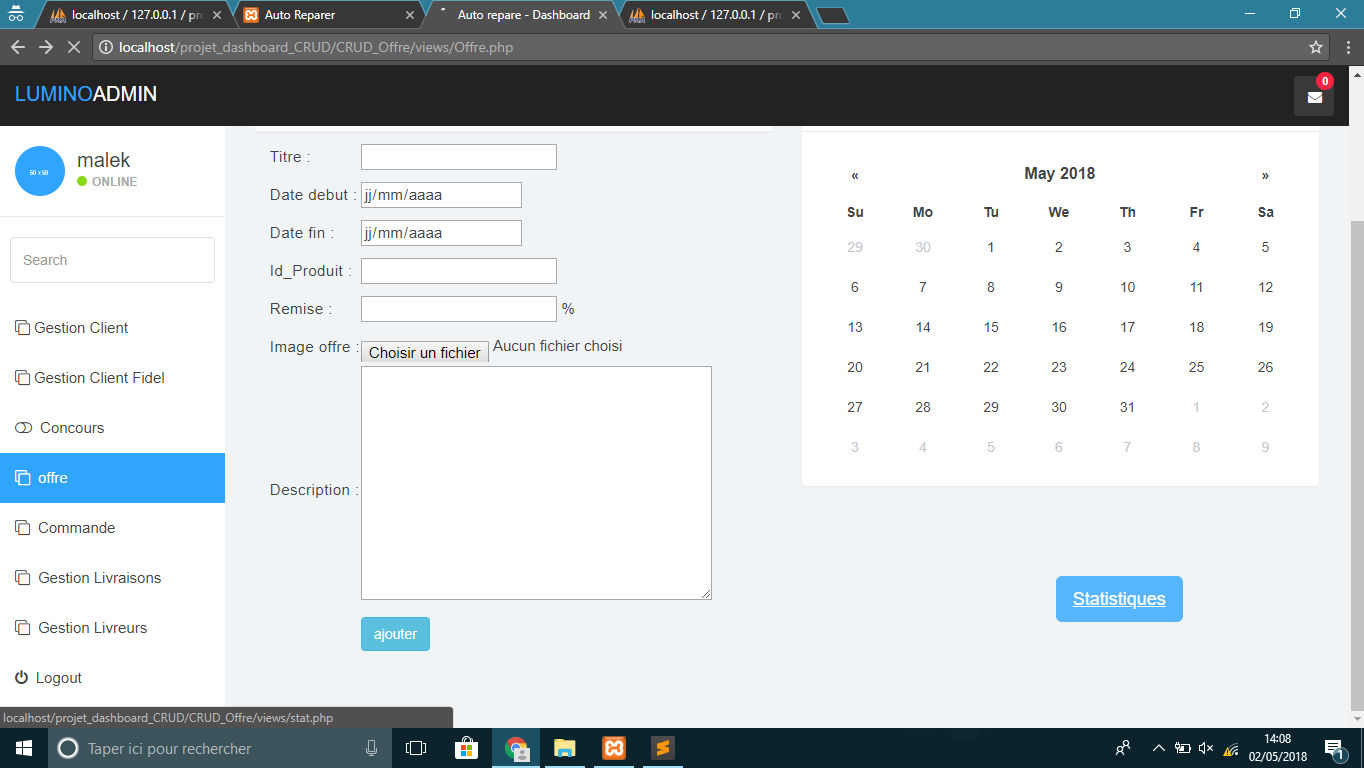 localhost / 127.0.0.1 / pro
Auto Reparer
Auto repare - Dashboard
localhost / 127.0.0.1 / pro
localhost/projet_dashboard_CRUD/CRUD_Offre/views/Offre.php
LUMINOADMIN
0
50 x 50
malek
ONLINE
Search
Gestion Client
Gestion Client Fidel
Concours
offre
Commande
Gestion Livraisons
Gestion Livreurs
Logout
Titre :
Date debut : jj/mm/aaaa
Date fin : jj/mm/aaaa
Id_Produit :
Remise : %
Image offre : Choisir un fichier Aucun fichier choisi
Description :
ajouter
« May 2018 »
Su Mo Tu We Th Fr Sa
29 30 1 2 3 4 5
6 7 8 9 10 11 12
13 14 15 16 17 18 19
20 21 22 23 24 25 26
27 28 29 30 31 1 2
3 4 5 6 7 8 9
Statistiques
localhost/projet_dashboard_CRUD/CRUD_Offre/views/stat.php
Taper ici pour rechercher
14:08
02/05/2018
1